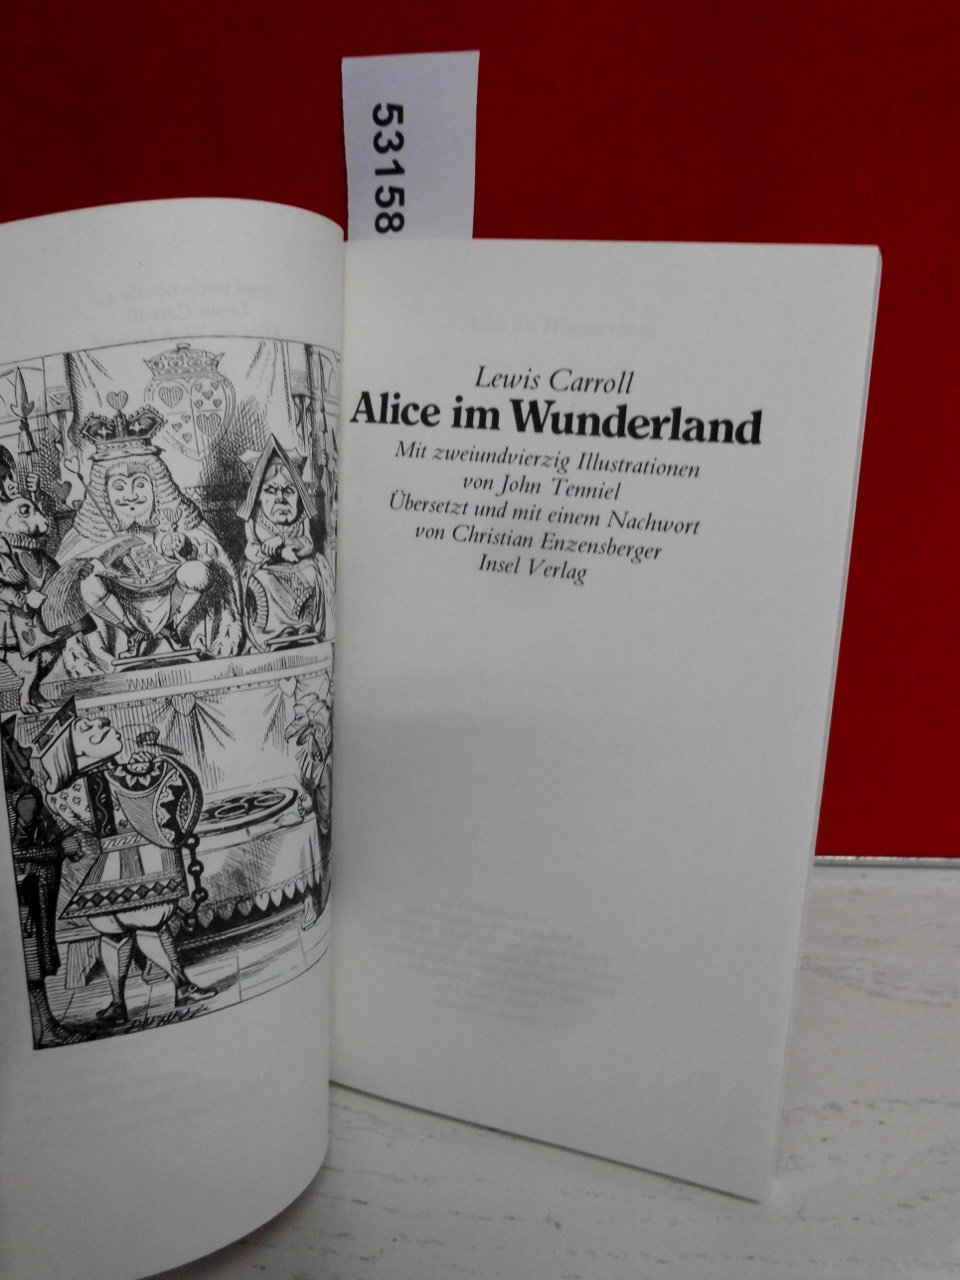 53158
Lewis Carroll
Alice im Wunderland
Mit zweiundvierzig Illustrationen
von John Tenniel
Übersetzt und mit einem Nachwort
von Christian Enzensberger
Insel Verlag